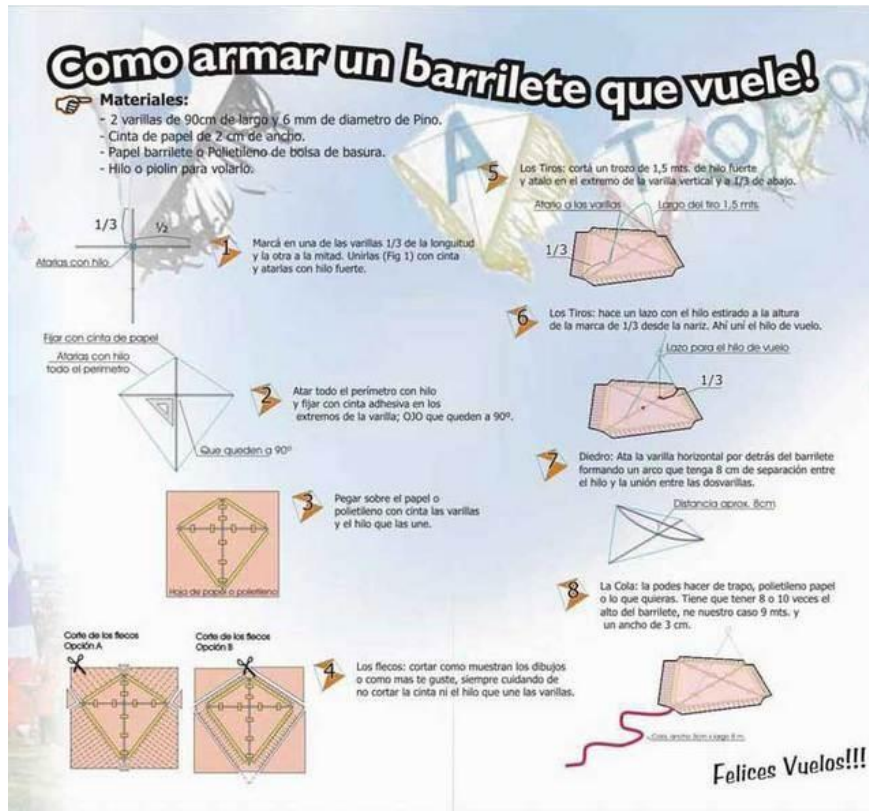 Como armar un barrilete que vuele!
Materiales:
- 2 varillas de 90cm de largo y 6 mm de diametro de Pino.
- Cinta de papel de 2 cm de ancho.
- Papel barrilete o Polietileno de bolsa de basura.
- Hilo o piolin para volarlo.
1/3
½
Atarlas con hilo
1
Marcá en una de las varillas 1/3 de la longuitud
y la otra a la mitad. Unirlas (Fig 1) con cinta
y atarlas con hilo fuerte.
Fijar con cinta de papel
Atarlas con hilo
todo el perimetro
Que queden a 90º
2
Atar todo el perímetro con hilo
y fijar con cinta adhesiva en los
extremos de la varilla; OJO que queden a 90º.
Hoja de papel o polietileno
3
Pegar sobre el papel o
polietileno con cinta las varillas
y el hilo que las une.
Corte de los flecos
Opción A
Corte de los flecos
Opción B
4
Los flecos: cortar como muestran los dibujos
o como mas te guste, siempre cuidando de
no cortar la cinta ni el hilo que une las varillas.
5
Los Tiros: cortá un trozo de 1,5 mts. de hilo fuerte
y atalo en el extremo de la varilla vertical y a 1/3 de abajo.
Atarlo a las varillas
Largo del tiro 1,5 mts.
1/3
6
Los Tiros: hace un lazo con el hilo estirado a la altura
de la marca de 1/3 desde la nariz. Ahí uní el hilo de vuelo.
Lazo para el hilo de vuelo
1/3
7
Diedro: Ata la varilla horizontal por detrás del barrilete
formando un arco que tenga 8 cm de separación entre
el hilo y la unión entre las dosvarillas.
Distancia aprox. 8cm
8
La Cola: la podes hacer de trapo, polietileno papel
o lo que quieras. Tiene que tener 8 o 10 veces el
alto del barrilete, ne nuestro caso 9 mts. y
un ancho de 3 cm.
Cola, ancho 3cm x largo
Felices Vuelos!!!